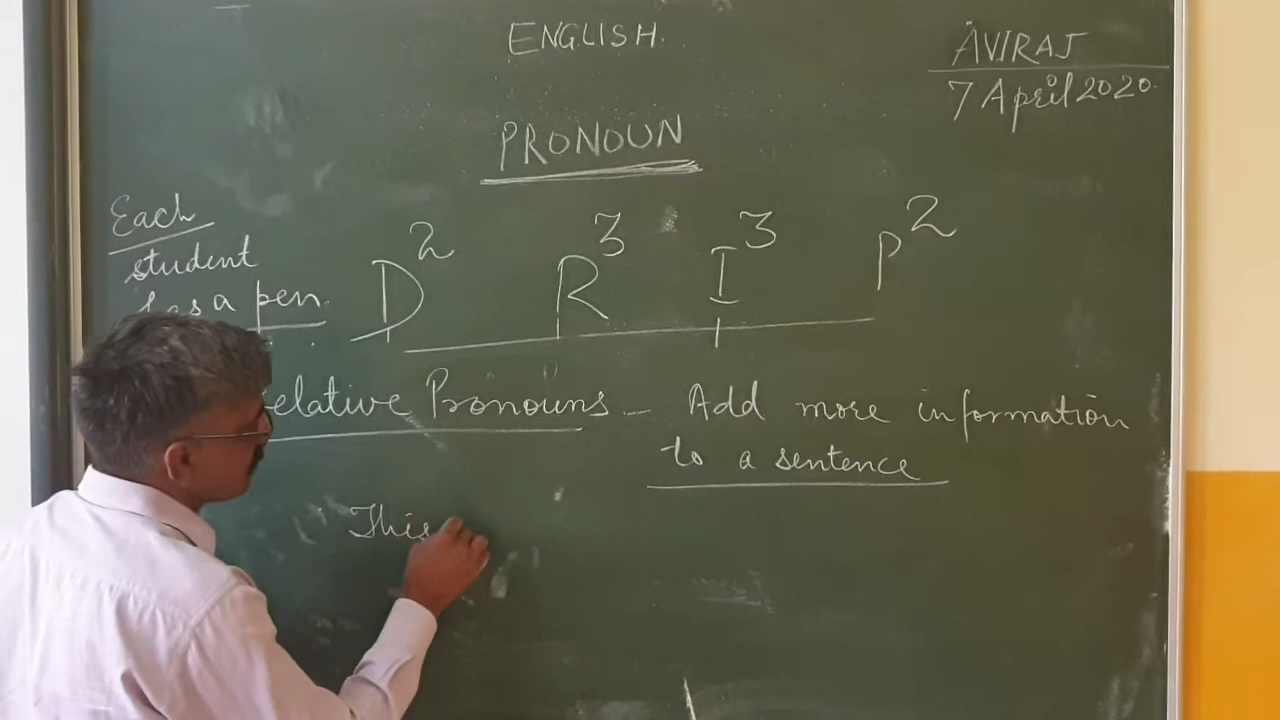 ENGLISH.
AVIRAJ
7 April 2020.
PRONOUN
Each
student
has a pen.
D² R³ I³ P²
elative Pronouns - Add more information
to a sentence
This